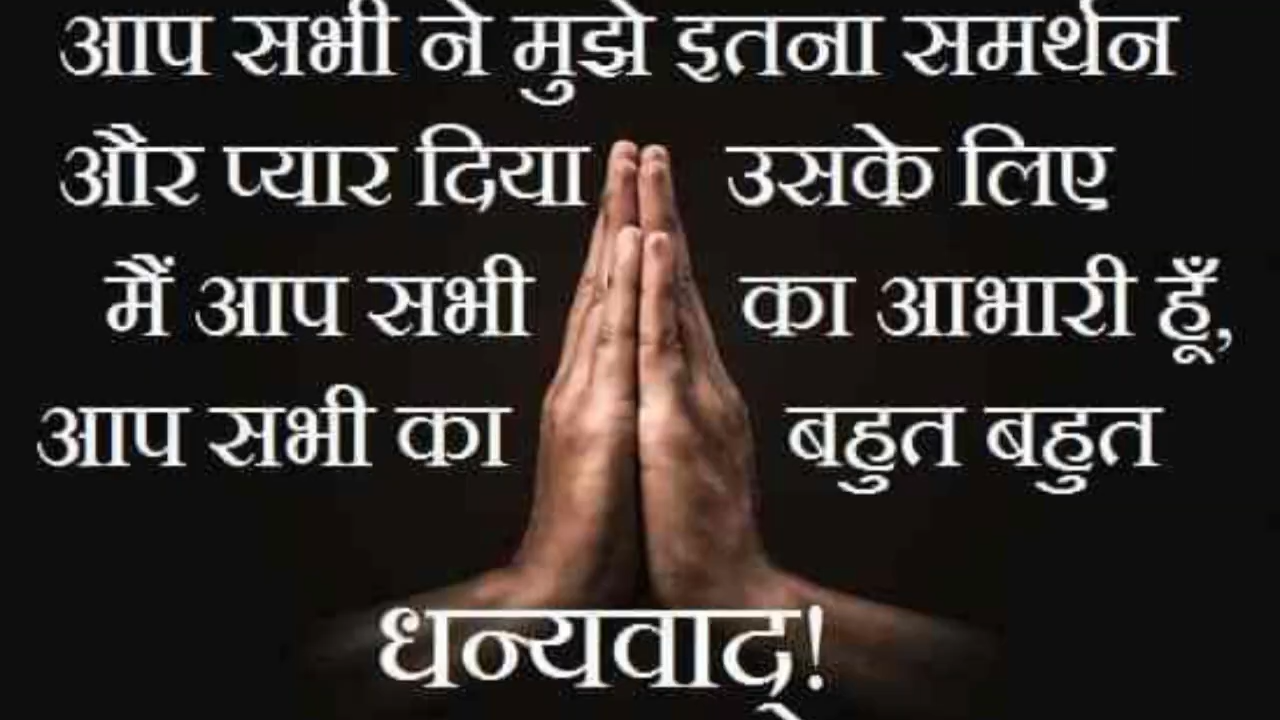 आप सभी ने मुझे इतना समर्थन
और प्यार दिया उसके लिए
मैं आप सभी का आभारी हूँ,
आप सभी का बहुत बहुत
धन्यवाद!